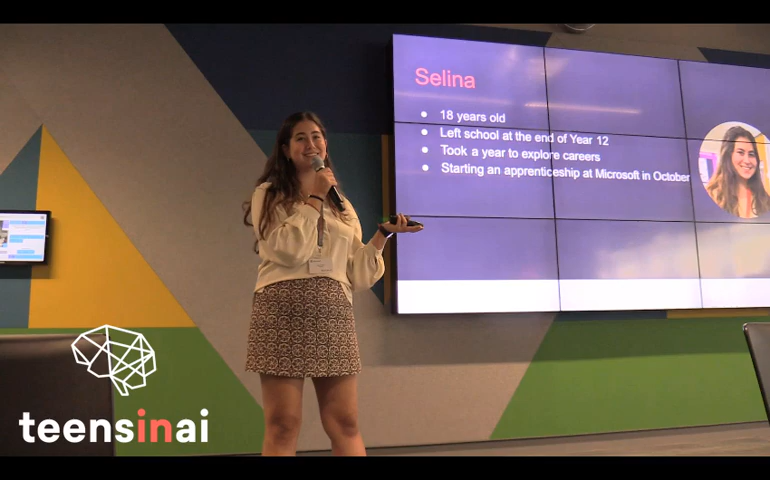 Selina
● 18 years old
● Left school at the end of Year 12
● Took a year to explore careers
● Starting an apprenticeship at Microsoft in October
teensinai